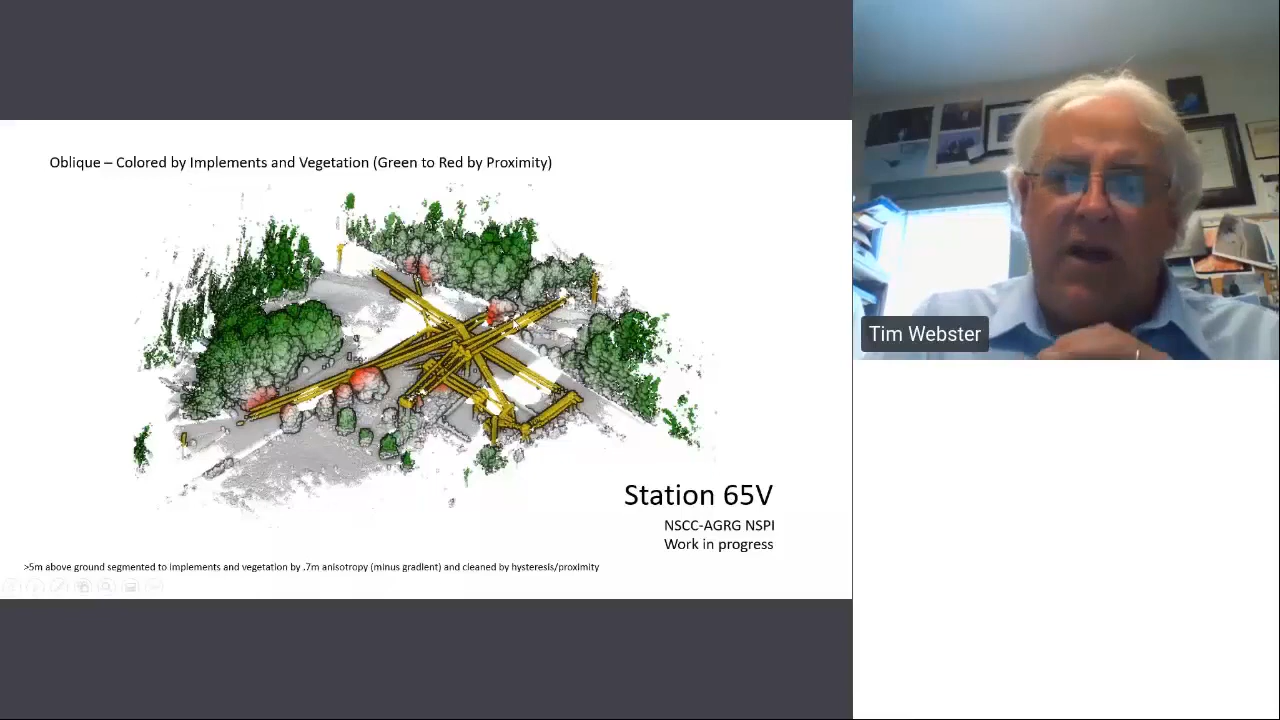 Oblique – Colored by Implements and Vegetation (Green to Red by Proximity)
Station 65V
NSCC-AGRG NSPI
Work in progress
>5m above ground segmented to implements and vegetation by .7m anisotropy (minus gradient) and cleaned by hysteresis/proximity
Tim Webster